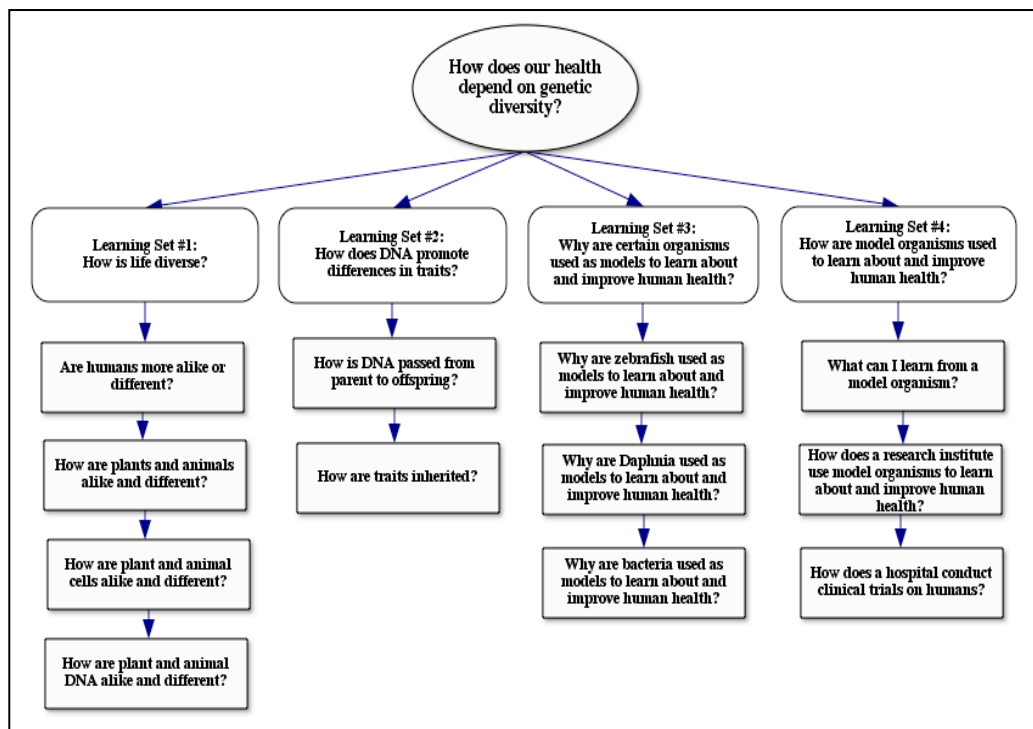 How does our health
depend on genetic
diversity?
Learning Set #1:
How is life diverse?
Are humans more alike or
different?
How are plants and animals
alike and different?
How are plant and animal
cells alike and different?
How are plant and animal
DNA alike and different?
Learning Set #2:
How does DNA promote
differences in traits?
How is DNA passed from
parent to offspring?
How are traits inherited?
Learning Set #3:
Why are certain organisms
used as models to learn about
and improve human health?
Why are zebrafish used as
models to learn about and
improve human health?
Why are Daphnia used as
models to learn about and
improve human health?
Why are bacteria used as
models to learn about and
improve human health?
Learning Set #4:
How are model organisms used
to learn about and improve
human health?
What can I learn from a
model organism?
How does a research institute
use model organisms to learn
about and improve human
health?
How does a hospital conduct
clinical trials on humans?